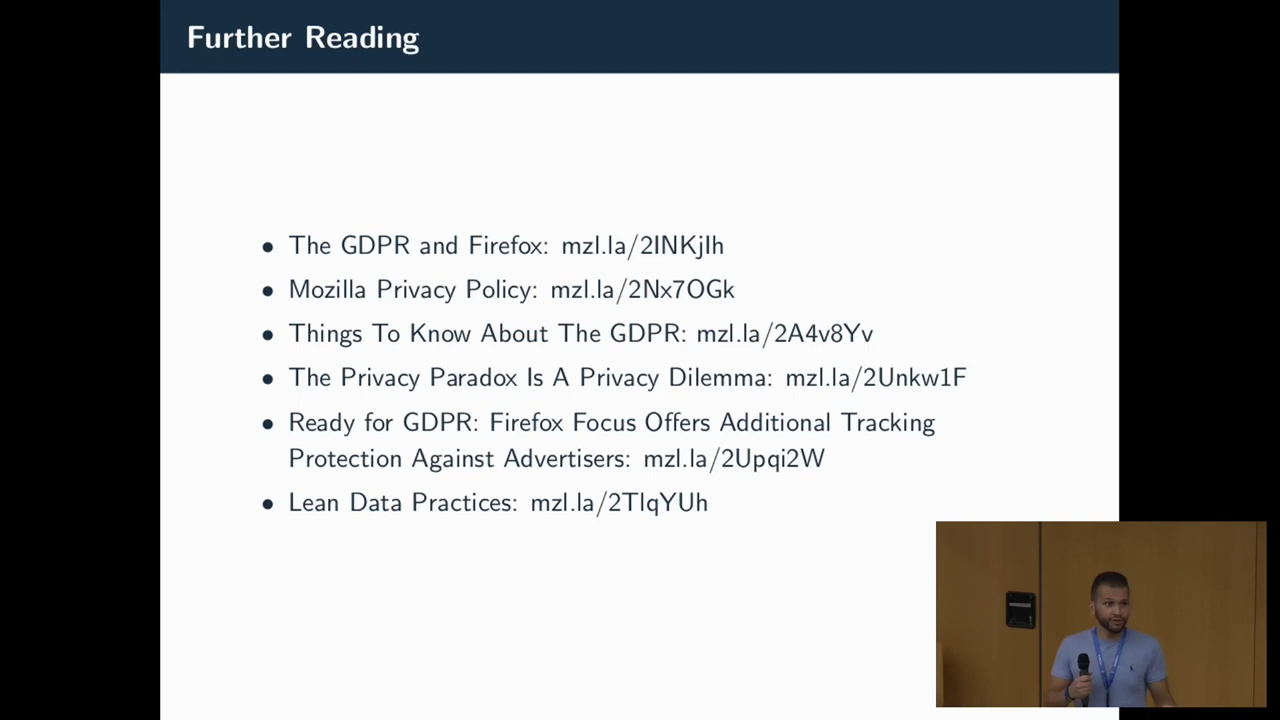 Further Reading
• The GDPR and Firefox: mzl.la/2INKjIh
• Mozilla Privacy Policy: mzl.la/2Nx7OGk
• Things To Know About The GDPR: mzl.la/2A4v8Yv
• The Privacy Paradox Is A Privacy Dilemma: mzl.la/2Unkw1F
• Ready for GDPR: Firefox Focus Offers Additional Tracking
Protection Against Advertisers: mzl.la/2Upqi2W
• Lean Data Practices: mzl.la/2TlqYUh